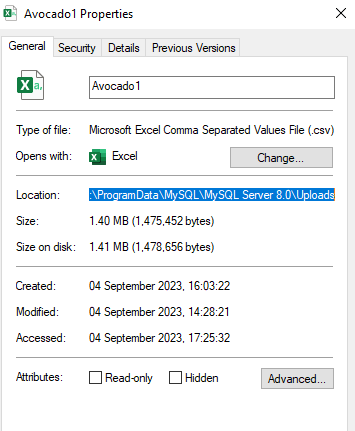 Avocado1 Properties
General Security Details Previous Versions
Avocado1
Type of file: Microsoft Excel Comma Separated Values File (.csv)
Opens with: Excel Change...
Location: :\ProgramData\MySQL\MySQL Server 8.0\Uploads
Size: 1.40 MB (1,475,452 bytes)
Size on disk: 1.41 MB (1,478,656 bytes)
Created: 04 September 2023, 16:03:22
Modified: 04 September 2023, 14:28:21
Accessed: 04 September 2023, 17:25:32
Attributes: Read-only Hidden Advanced...